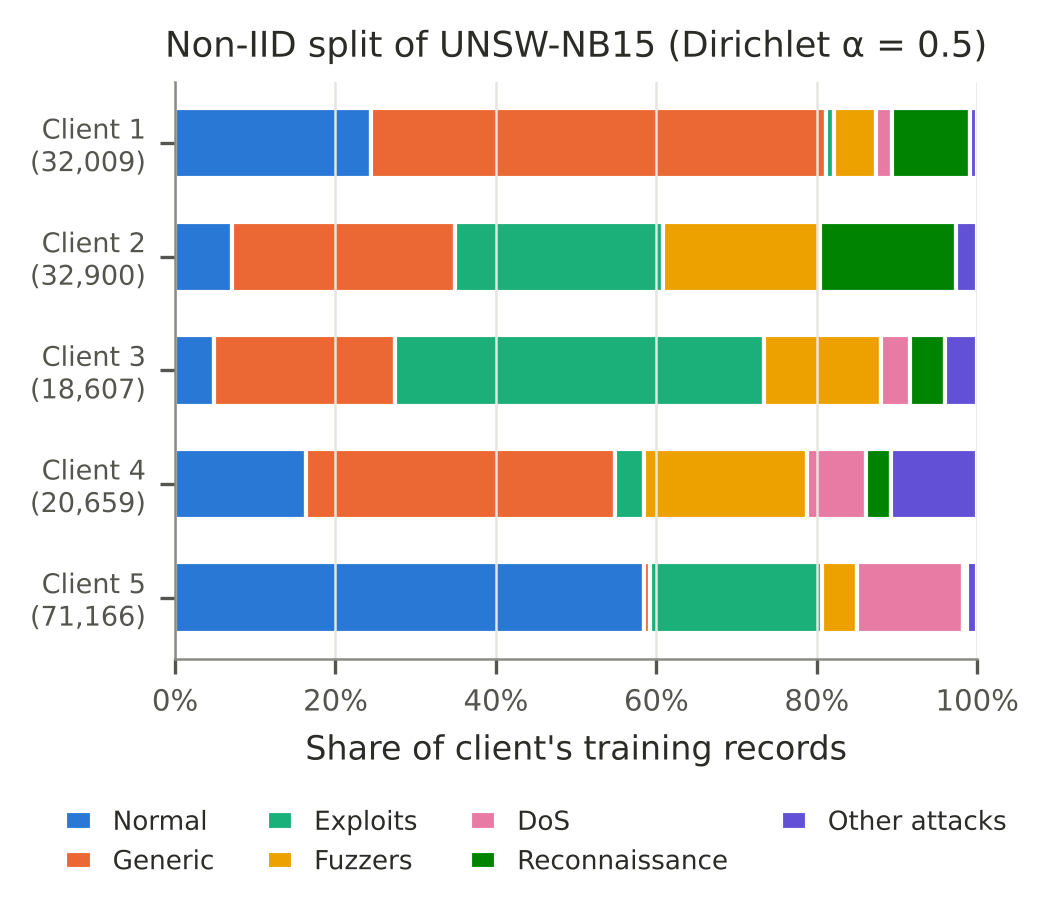 Non-IID split of UNSW-NB15 (Dirichlet α = 0.5)
Client 1
(32,009)
Client 2
(32,900)
Client 3
(18,607)
Client 4
(20,659)
Client 5
(71,166)
0% 20% 40% 60% 80% 100%
Share of client's training records
Normal Exploits DoS Other attacks
Generic Fuzzers Reconnaissance